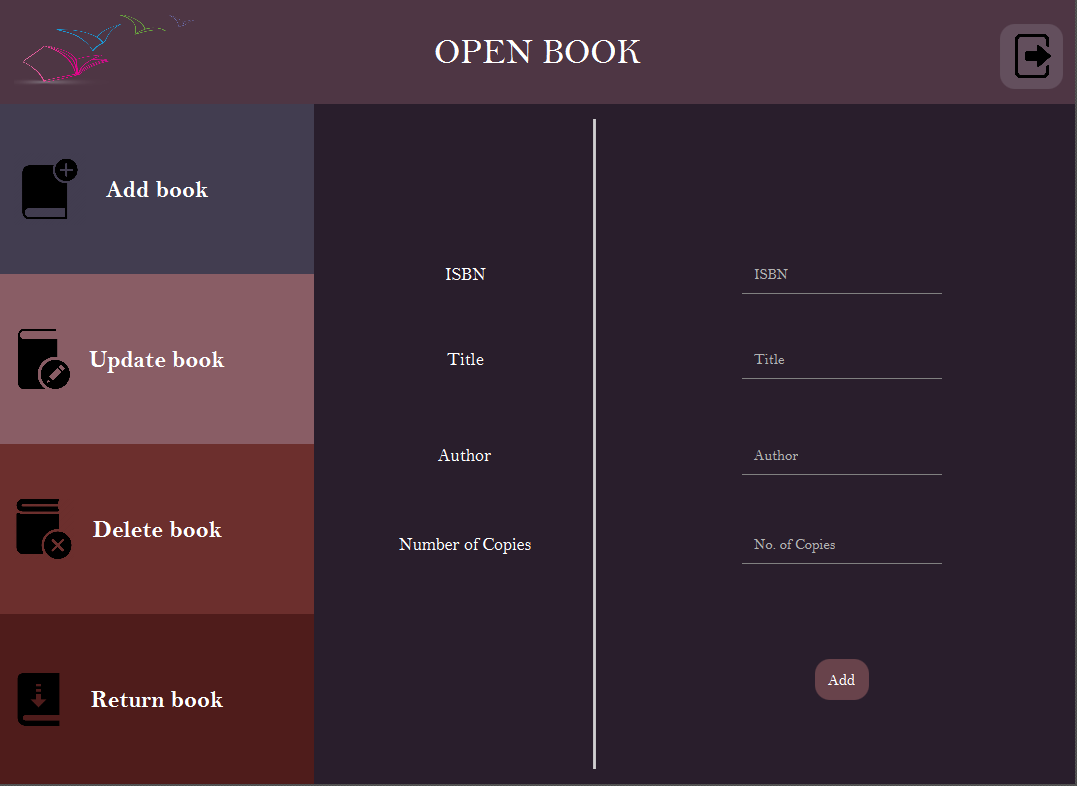 OPEN BOOK
Add book
Update book
Delete book
Return book
ISBN
ISBN
Title
Title
Author
Author
Number of Copies
No. of Copies
Add